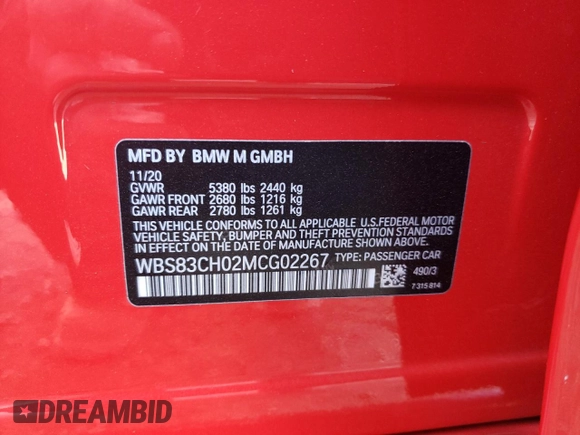 MFD BY BMW M GMBH
11/20
GVWR 5380 lbs 2440 kg
GAWR FRONT 2680 lbs 1216 kg
GAWR REAR 2780 lbs 1261 kg
THIS VEHICLE CONFORMS TO ALL APPLICABLE U.S.FEDERAL MOTOR
VEHICLE SAFETY, BUMPER AND THEFT PREVENTION STANDARDS
IN EFFECT ON THE DATE OF MANUFACTURE SHOWN ABOVE.
WBS83CH02MCG02267 TYPE: PASSENGER CAR
490/3
7 315 814
DREAMBID